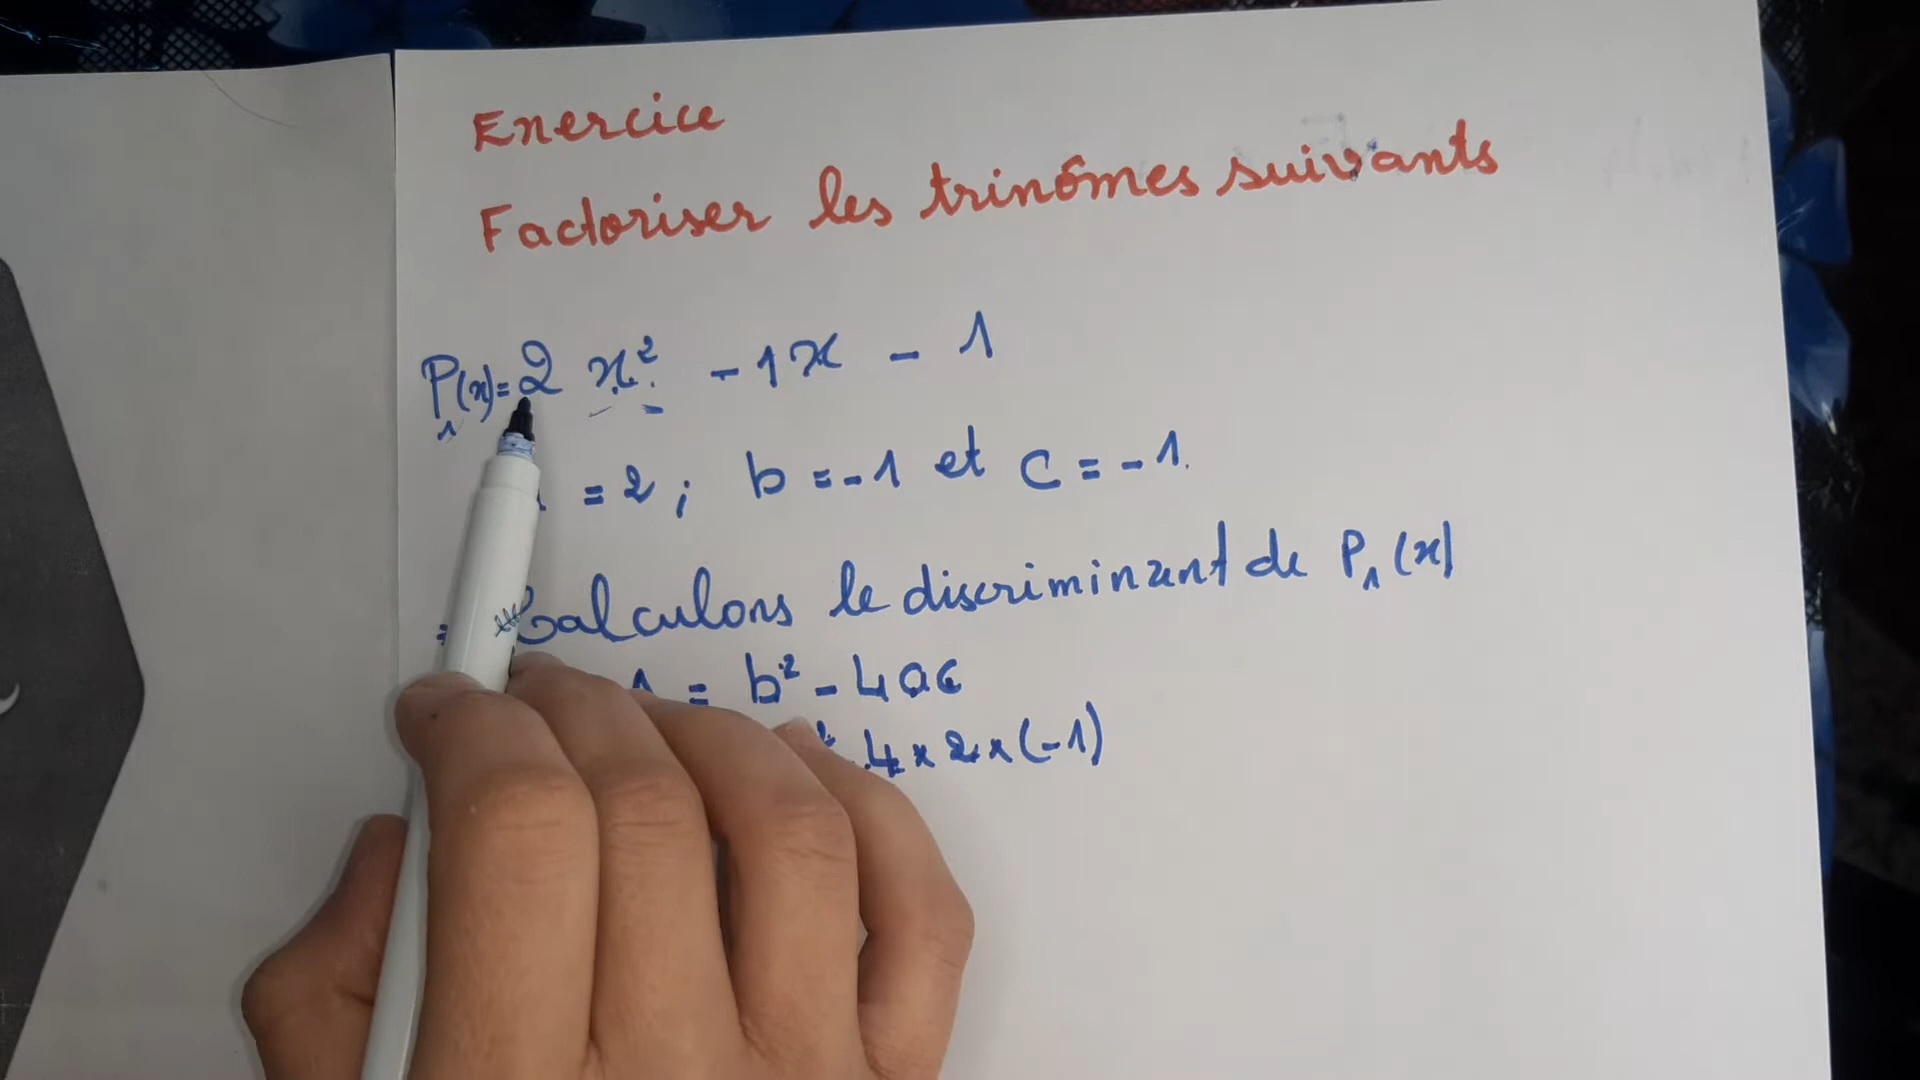 Exercice
Factoriser les trinômes suivants
P₁(x) = 2 x² - 1x - 1
= 2 ; b = -1 et c = -1.
Calculons le discriminant de P₁(x)
= b² - 4ac
4 x 2 x (-1)